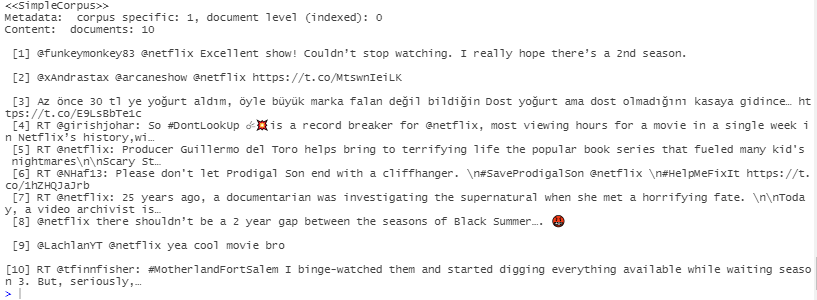 <<SimpleCorpus>>
Metadata:  corpus specific: 1, document level (indexed): 0
Content:  documents: 10
[1] @funkeymonkey83 @netflix Excellent show! Couldn’t stop watching. I really hope there’s a 2nd season.
[2] @xAndrastax @arcaneshow @netflix https://t.co/MtswnIeiLK
[3] Az önce 30 tl ye yoğurt aldım, öyle büyük marka falan değil bildiğin Dost yoğurt ama dost olmadığını kasaya gidince… ht
tps://t.co/E9LsBbTe1c
[4] RT @girishjohar: So #DontLookUp ☄💥is a record breaker for @netflix, most viewing hours for a movie in a single week i
n Netflix’s history,wi…
[5] RT @netflix: Producer Guillermo del Toro helps bring to terrifying life the popular book series that fueled many kid's
nightmares\n\nScary St…
[6] RT @NHaf13: Please don't let Prodigal Son end with a cliffhanger. \n#SaveProdigalSon @netflix \n#HelpMeFixIt https://t.
co/1hZHQJaJrb
[7] RT @netflix: 25 years ago, a documentarian was investigating the supernatural when she met a horrifying fate. \n\nToda
y, a video archivist is…
[8] @netflix there shouldn’t be a 2 year gap between the seasons of Black Summer…. 🤬
[9] @LachlanYT @netflix yea cool movie bro
[10] RT @tfinnfisher: #MotherlandFortSalem I binge-watched them and started digging everything available while waiting seaso
n 3. But, seriously,…
>